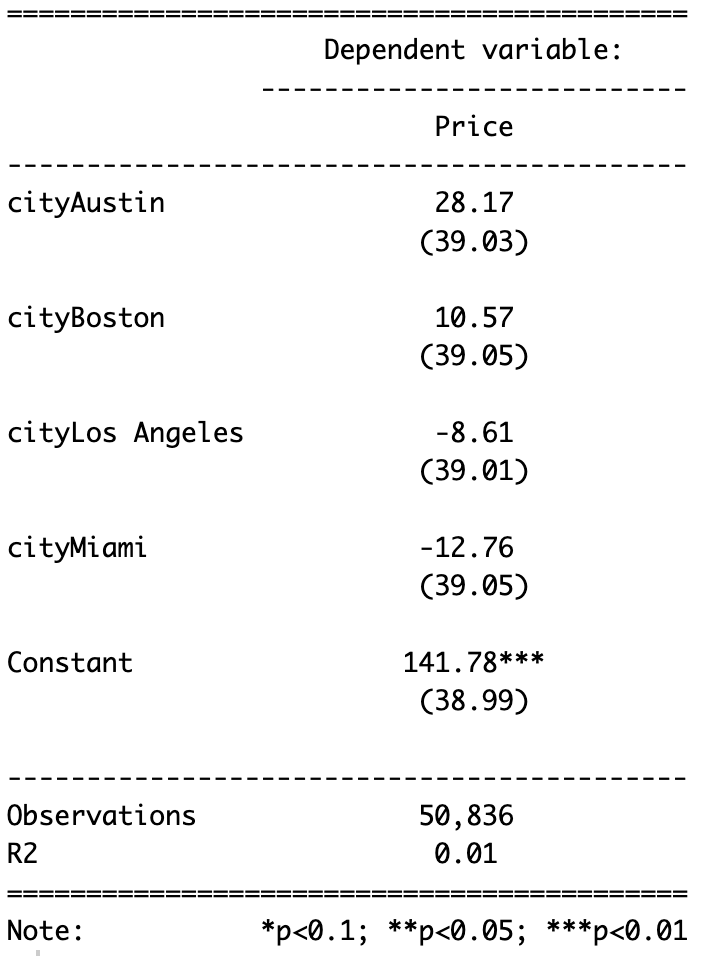 ===========================================
Dependent variable:
---------------------------
Price
-------------------------------------------
cityAustin 28.17
(39.03)
cityBoston 10.57
(39.05)
cityLos Angeles -8.61
(39.01)
cityMiami -12.76
(39.05)
Constant 141.78***
(38.99)
-------------------------------------------
Observations 50,836
R2 0.01
===========================================
Note: *p<0.1; **p<0.05; ***p<0.01